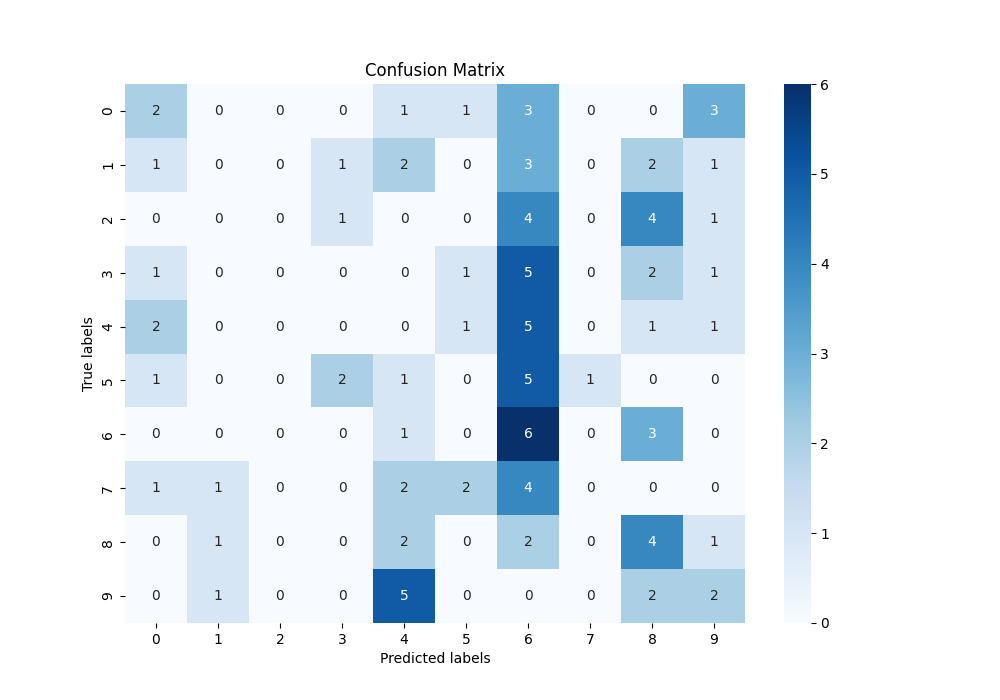 Confusion Matrix
0 2 0 0 0 1 1 3 0 0 3
1 1 0 0 1 2 0 3 0 2 1
2 0 0 0 1 0 0 4 0 4 1
3 1 0 0 0 0 1 5 0 2 1
4 2 0 0 0 0 1 5 0 1 1
5 1 0 0 2 1 0 5 1 0 0
6 0 0 0 0 1 0 6 0 3 0
7 1 1 0 0 2 2 4 0 0 0
8 0 1 0 0 2 0 2 0 4 1
9 0 1 0 0 5 0 0 0 2 2
0 1 2 3 4 5 6 7 8 9
Predicted labels
True labels
6
5
4
3
2
1
0